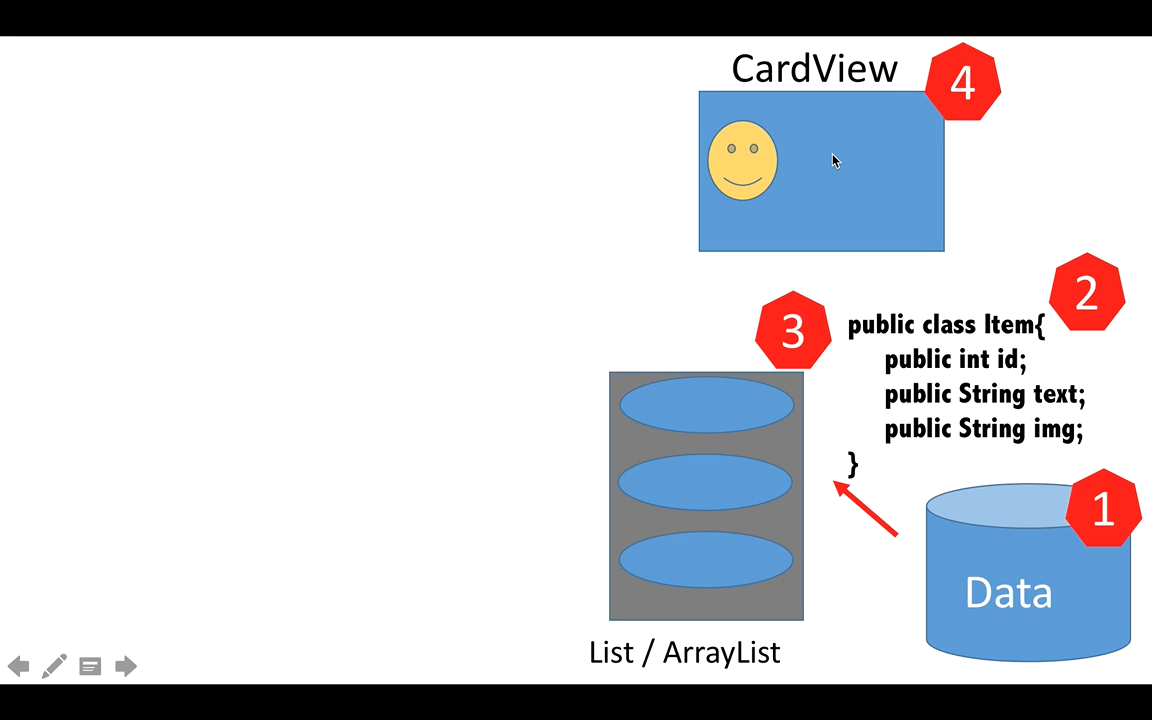 CardView
4
2
3
public class Item{
public int id;
public String text;
public String img;
}
1
Data
List / ArrayList